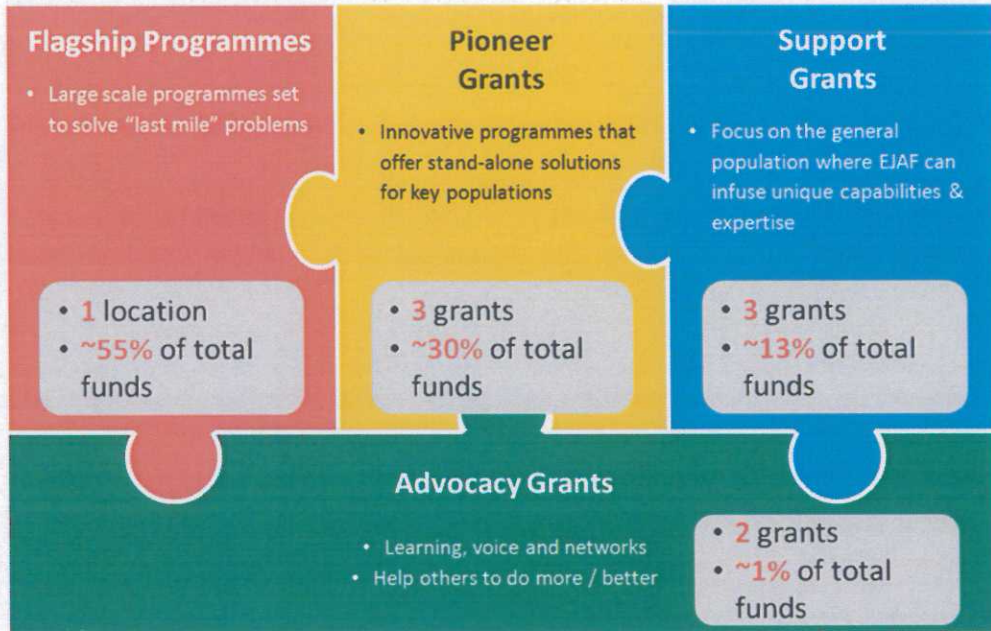 Flagship Programmes
• Large scale programmes set
to solve “last mile” problems
• 1 location
• ~55% of total
funds
Pioneer
Grants
• Innovative programmes that
offer stand-alone solutions
for key populations
• 3 grants
• ~30% of total
funds
Support
Grants
• Focus on the general
population where EJAF can
infuse unique capabilities &
expertise
• 3 grants
• ~13% of total
funds
Advocacy Grants
• Learning, voice and networks
• Help others to do more / better
• 2 grants
• ~1% of total
funds